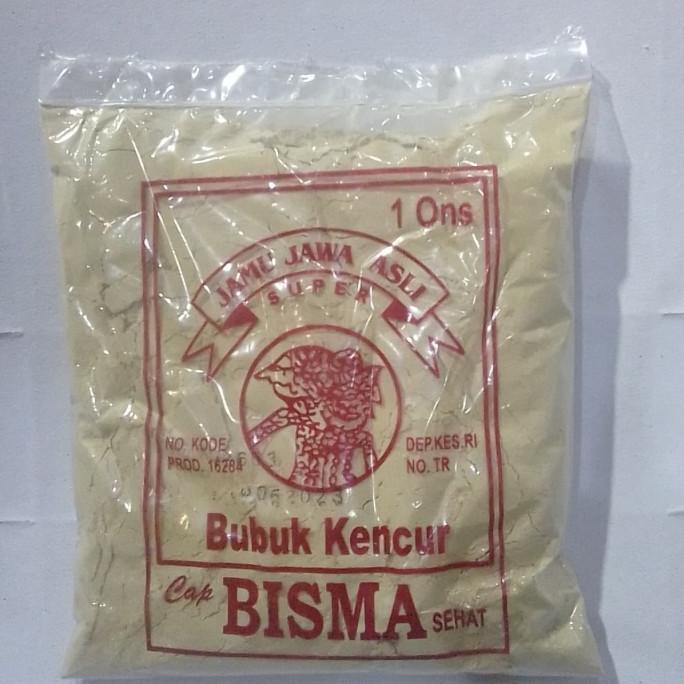 1 Ons
JAMU JAWA ASLI
SUPER
NO. KODE
PROD. 16284
DEP.KES.RI
NO. TR
Bubuk Kencur
Cap BISMA SEHAT